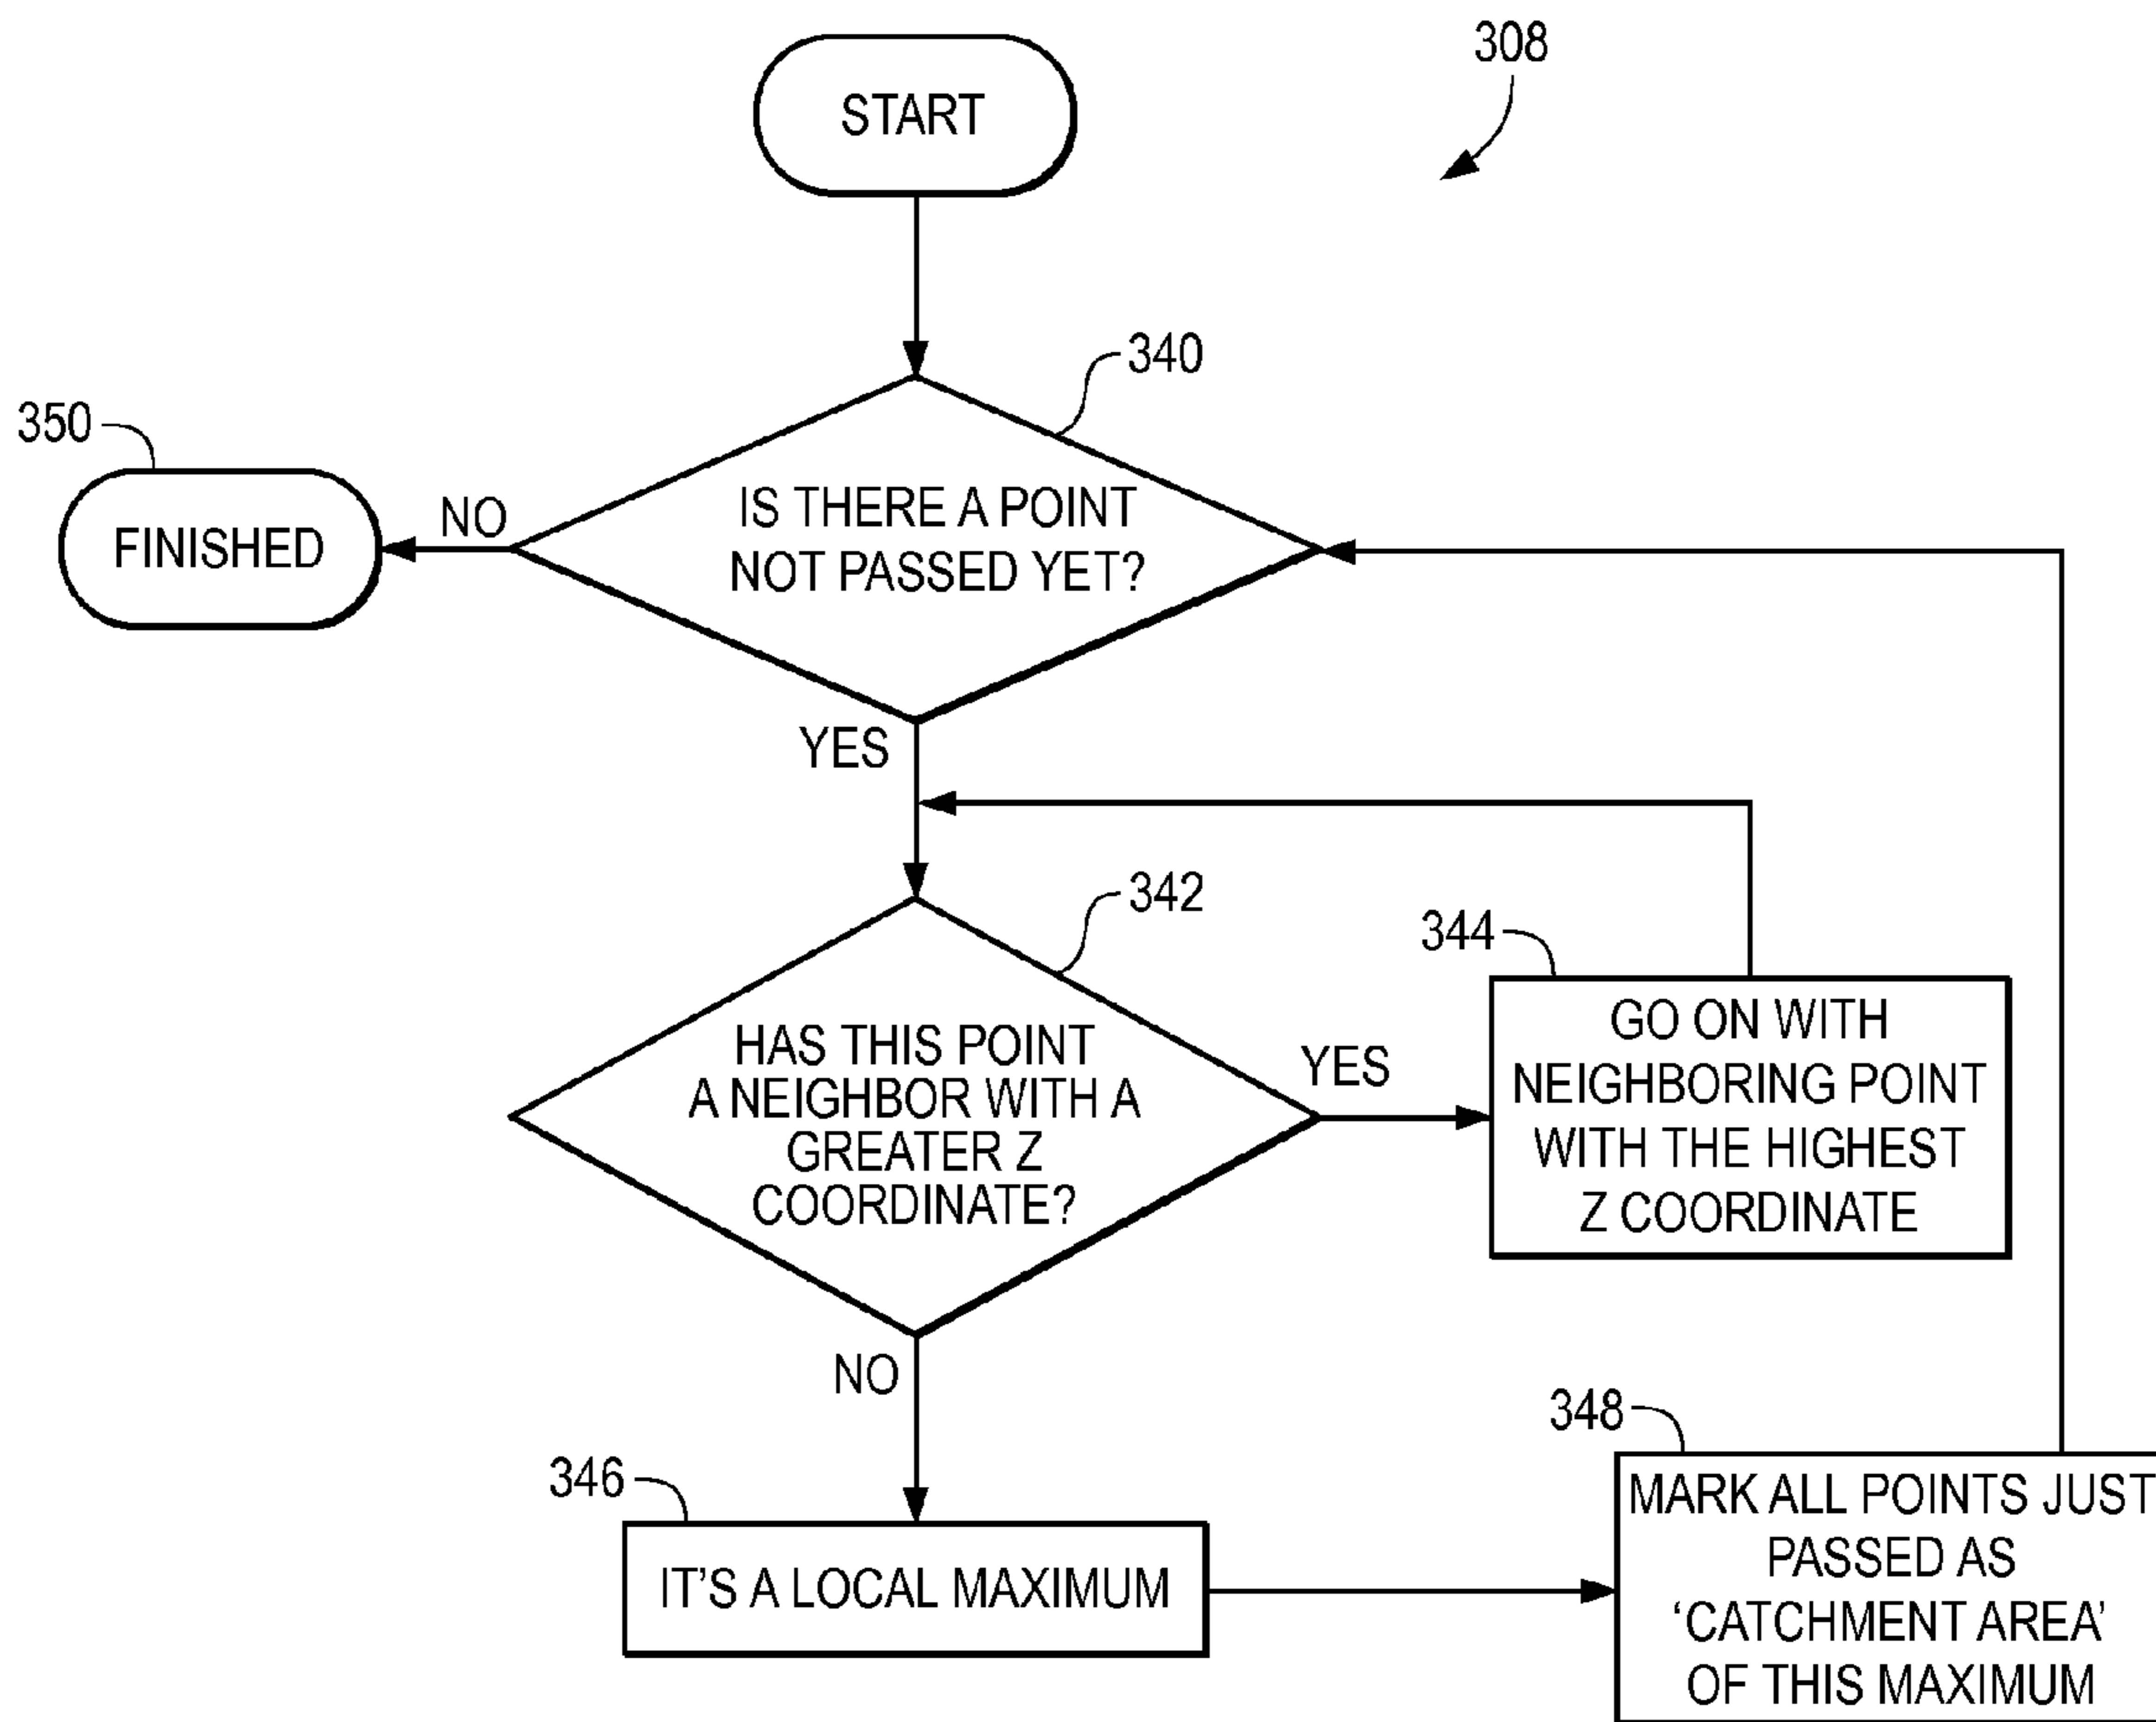 308
START
340
350
IS THERE A POINT
NOT PASSED YET?
NO
FINISHED
YES
342
344
HAS THIS POINT
A NEIGHBOR WITH A
GREATER Z
COORDINATE?
YES
GO ON WITH
NEIGHBORING POINT
WITH THE HIGHEST
Z COORDINATE
NO
346
IT'S A LOCAL MAXIMUM
348
MARK ALL POINTS JUST
PASSED AS
‘CATCHMENT AREA’
OF THIS MAXIMUM